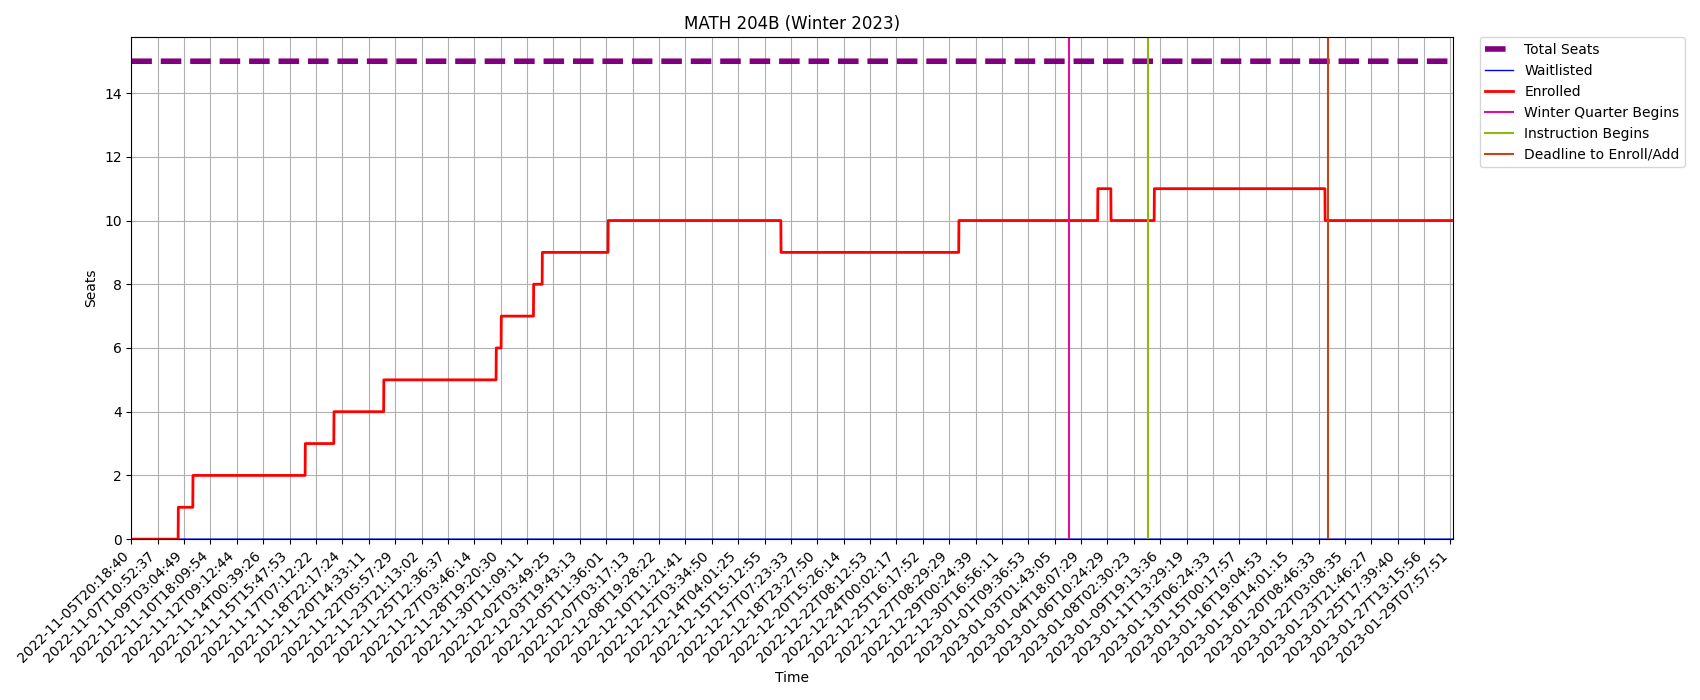 MATH 204B (Winter 2023)
Total Seats
Waitlisted
Enrolled
Winter Quarter Begins
Instruction Begins
Deadline to Enroll/Add
Seats
14
12
10
8
6
4
2
0
2022-11-05T20:18:40
2022-11-07T10:52:37
2022-11-09T03:04:49
2022-11-10T18:09:54
2022-11-12T09:12:44
2022-11-14T00:39:26
2022-11-15T15:47:53
2022-11-17T07:12:22
2022-11-18T22:17:24
2022-11-20T14:33:11
2022-11-22T05:57:29
2022-11-23T21:13:02
2022-11-25T12:36:37
2022-11-27T03:46:14
2022-11-28T19:20:30
2022-11-30T11:09:11
2022-12-02T03:49:25
2022-12-03T19:43:13
2022-12-05T11:36:01
2022-12-07T03:17:13
2022-12-08T19:28:22
2022-12-10T11:21:41
2022-12-12T03:34:50
2022-12-14T04:01:25
2022-12-15T15:12:55
2022-12-17T07:23:33
2022-12-18T23:27:50
2022-12-20T15:26:14
2022-12-22T08:12:53
2022-12-24T00:02:17
2022-12-25T16:17:52
2022-12-27T08:29:29
2022-12-29T00:24:39
2022-12-30T16:56:11
2023-01-01T09:36:53
2023-01-03T01:43:05
2023-01-04T18:07:29
2023-01-06T10:24:29
2023-01-08T02:30:23
2023-01-09T19:13:36
2023-01-11T13:29:19
2023-01-13T06:24:33
2023-01-15T00:17:57
2023-01-16T19:04:53
2023-01-18T14:01:15
2023-01-20T08:46:33
2023-01-22T03:08:35
2023-01-23T21:46:27
2023-01-25T17:39:40
2023-01-27T13:15:56
2023-01-29T07:57:51
Time